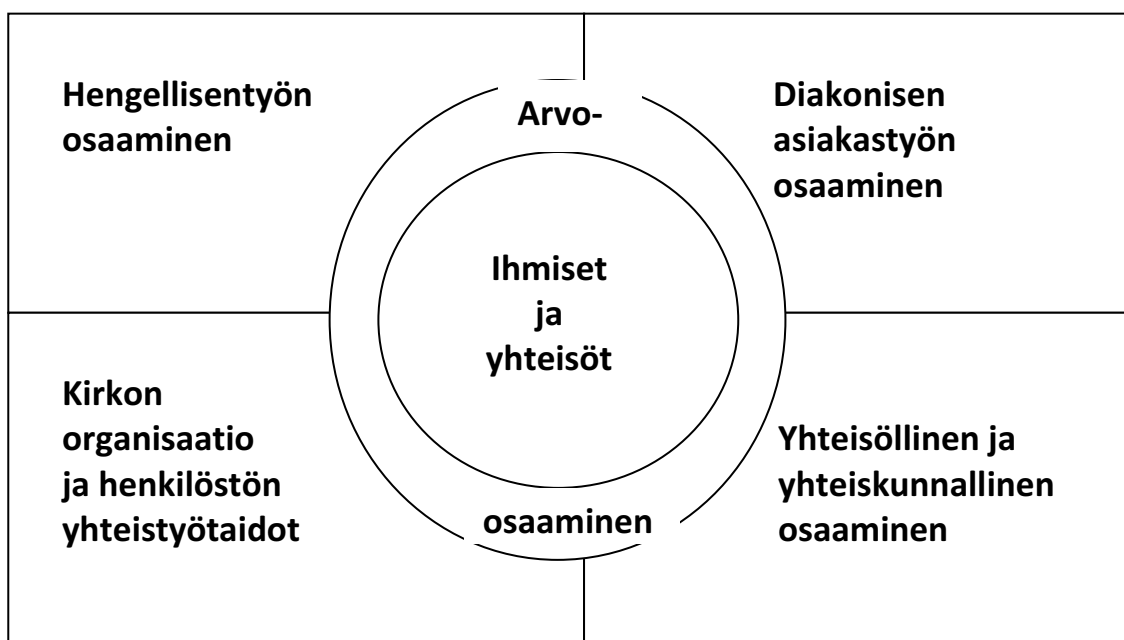 Hengellisentyön
osaaminen
Diakonisen
asiakastyön
osaaminen
Arvo-
Ihmiset
ja
yhteisöt
osaaminen
Kirkon
organisaatio
ja henkilöstön
yhteistyötaidot
Yhteisöllinen ja
yhteiskunnallinen
osaaminen